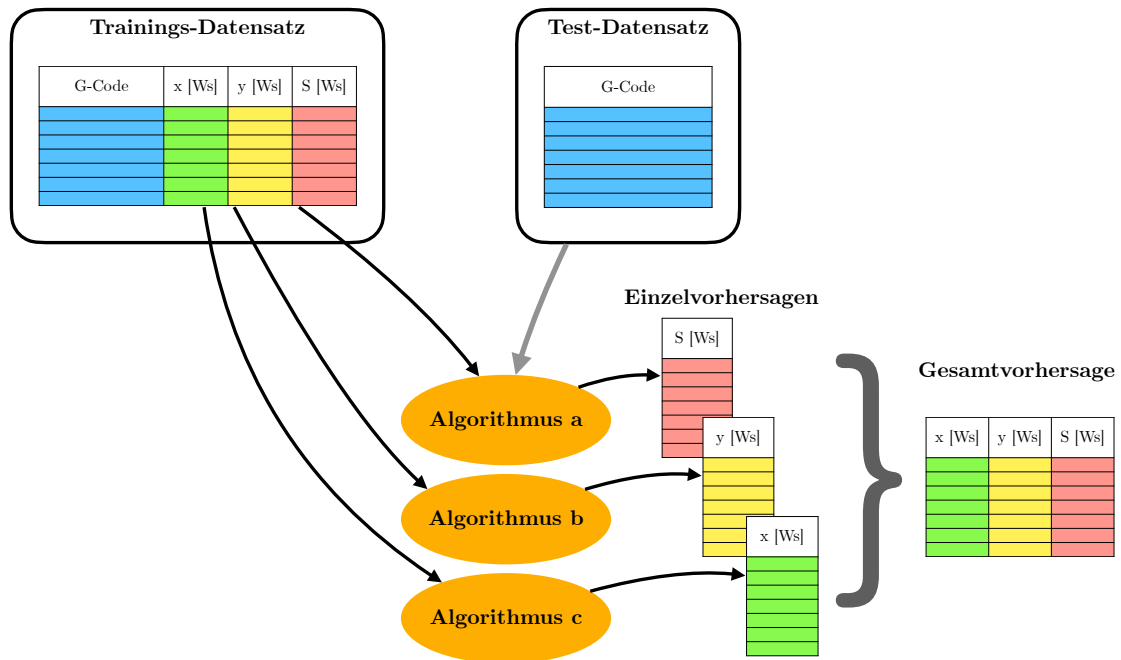 Trainings-Datensatz
G-Code x [Ws] y [Ws] S [Ws]
Test-Datensatz
G-Code
Einzelvorhersagen
S [Ws]
y [Ws]
x [Ws]
Algorithmus a
Algorithmus b
Algorithmus c
Gesamtvorhersage
x [Ws] y [Ws] S [Ws]